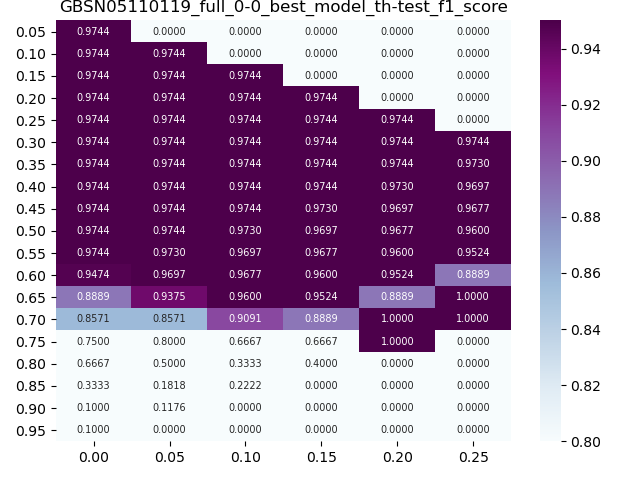 GBSN05110119_full_0-0_best_model_th-test_f1_score
0.05 0.9744 0.0000 0.0000 0.0000 0.0000 0.0000
0.10 0.9744 0.9744 0.0000 0.0000 0.0000 0.0000
0.15 0.9744 0.9744 0.9744 0.0000 0.0000 0.0000
0.20 0.9744 0.9744 0.9744 0.9744 0.0000 0.0000
0.25 0.9744 0.9744 0.9744 0.9744 0.9744 0.0000
0.30 0.9744 0.9744 0.9744 0.9744 0.9744 0.9744
0.35 0.9744 0.9744 0.9744 0.9744 0.9744 0.9730
0.40 0.9744 0.9744 0.9744 0.9744 0.9730 0.9697
0.45 0.9744 0.9744 0.9744 0.9730 0.9697 0.9677
0.50 0.9744 0.9744 0.9730 0.9697 0.9677 0.9600
0.55 0.9744 0.9730 0.9697 0.9677 0.9600 0.9524
0.60 0.9474 0.9697 0.9677 0.9600 0.9524 0.8889
0.65 0.8889 0.9375 0.9600 0.9524 0.8889 1.0000
0.70 0.8571 0.8571 0.9091 0.8889 1.0000 1.0000
0.75 0.7500 0.8000 0.6667 0.6667 1.0000 0.0000
0.80 0.6667 0.5000 0.3333 0.4000 0.0000 0.0000
0.85 0.3333 0.1818 0.2222 0.0000 0.0000 0.0000
0.90 0.1000 0.1176 0.0000 0.0000 0.0000 0.0000
0.95 0.1000 0.0000 0.0000 0.0000 0.0000 0.0000
0.00 0.05 0.10 0.15 0.20 0.25
0.94
0.92
0.90
0.88
0.86
0.84
0.82
0.80